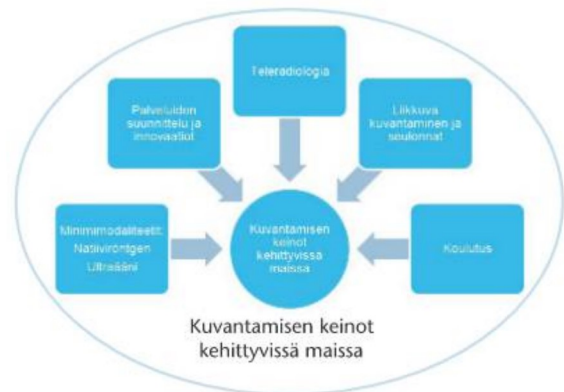 Teleradiologia
Palveluiden
suunnittelu ja
innovaatiot
Liikkuva
kuvantaminen ja
seulonnat
Minimimodaliteetit:
Natiiviröntgen
Ultraääni
Kuvantamisen
keinot
kehittyvissä
maissa
Koulutus
Kuvantamisen keinot
kehittyvissä maissa